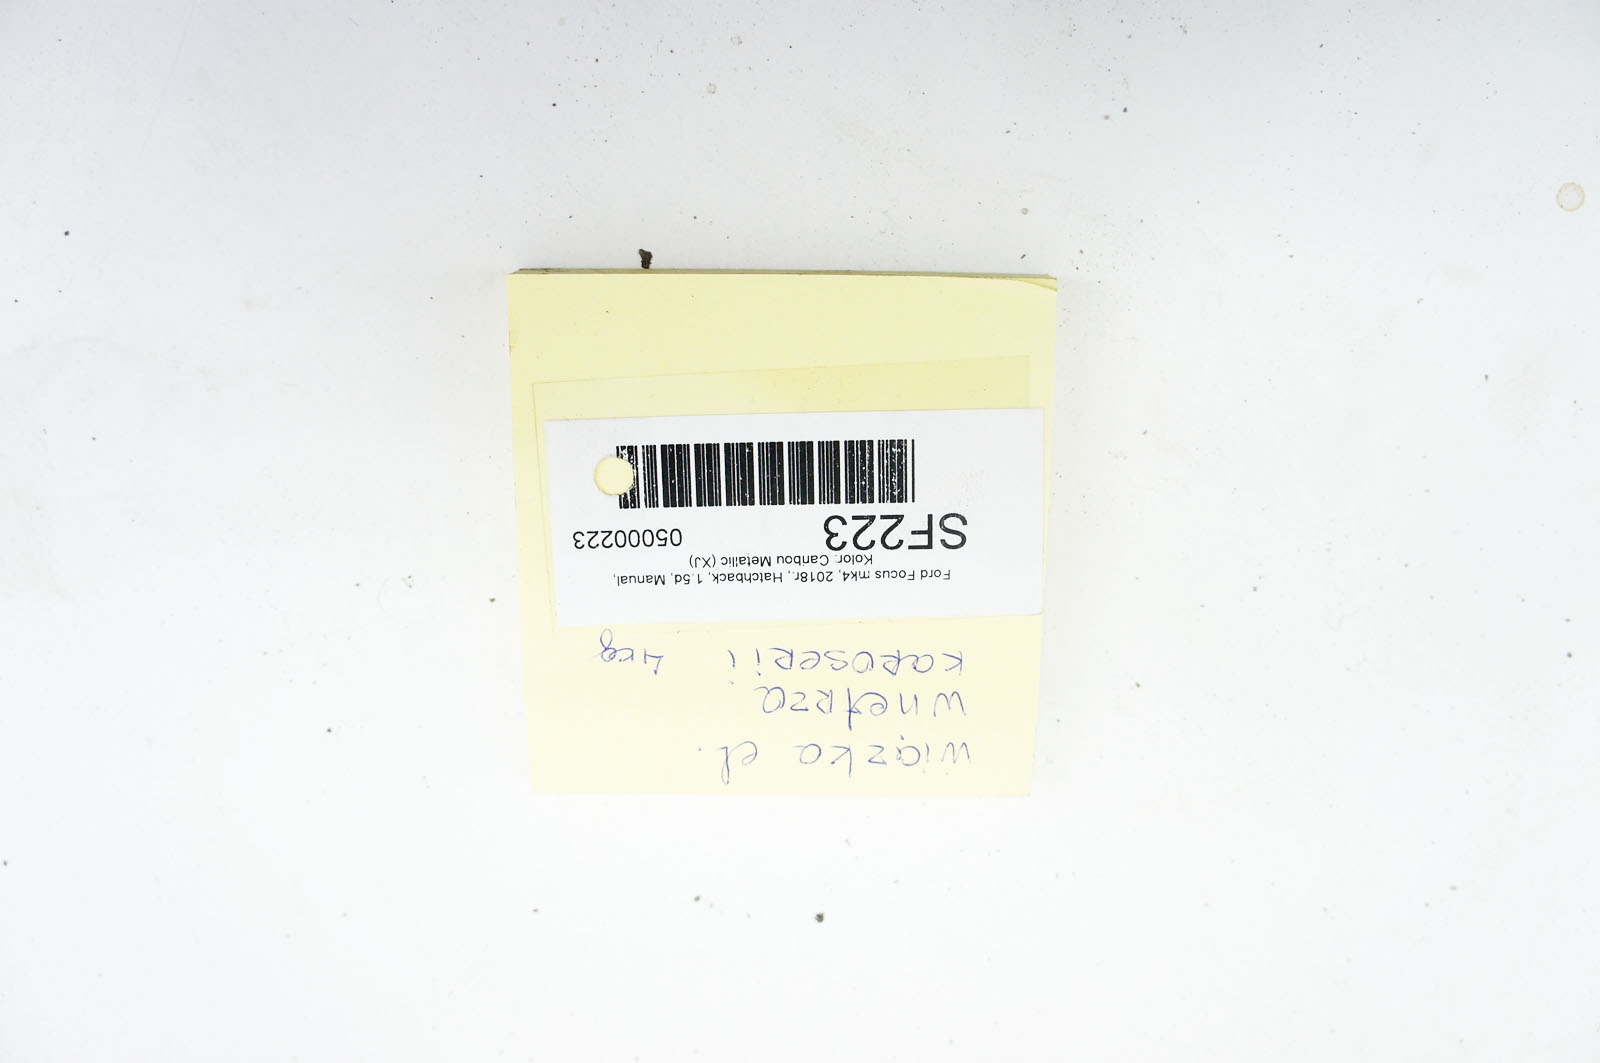 wiązka el.
wnętrza
karoserii 4kg
Ford Focus mk4, 2018r., Hatchback, 1.5d, Manual,
Kolor: Caribou Metallic (XJ)
SF223 05000223